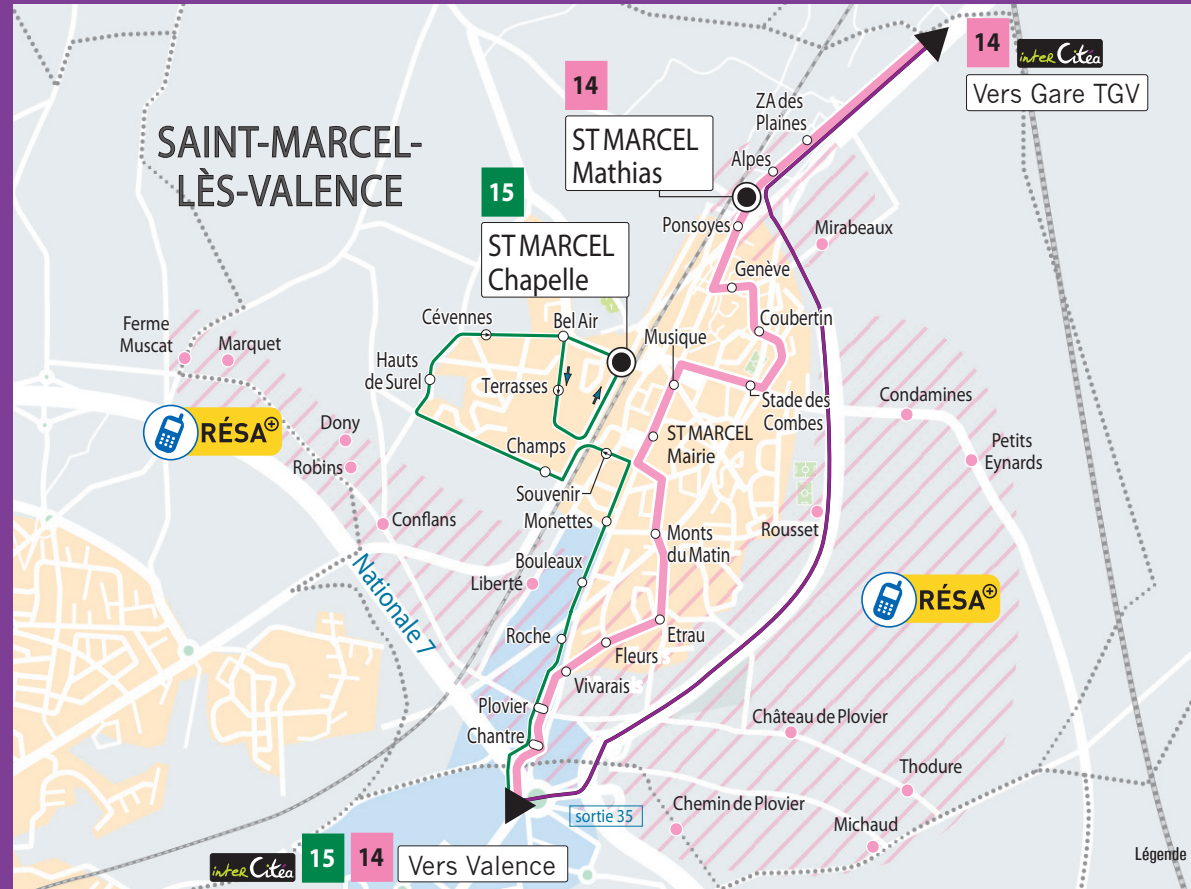 14
inter Citéa
Vers Gare TGV
14
ST MARCEL
Mathias
ZA des
Plaines
Alpes
SAINT-MARCEL-
LÈS-VALENCE
15
ST MARCEL
Chapelle
Ponsoyes
Mirabeaux
Genève
Coubertin
Cévennes
Bel Air
Musique
Ferme
Muscat
Marquet
Hauts
de Surel
Terrasses
Stade des
Combes
Condamines
RÉSA+
Dony
Robins
Champs
ST MARCEL
Mairie
Petits
Eynards
Souvenir
Conflans
Monettes
Monts
du Matin
Rousset
Nationale 7
Bouleaux
Liberté
RÉSA+
Roche
Etrau
Fleurs
Vivarais
Plovier
Château de Plovier
Chantre
Thodure
sortie 35
Chemin de Plovier
Michaud
inter Citéa
15
14
Vers Valence
Légende